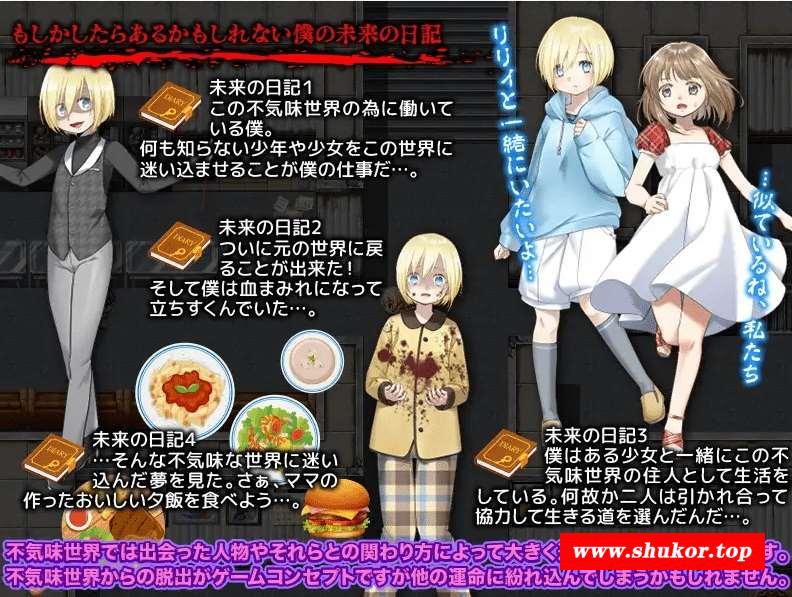 もしかしたらあるかもしれない僕の未来の日記
未来の日記1
この不気味世界の為に働いて
いる僕。
何も知らない少年や少女をこの世界に
迷い込ませることが僕の仕事だ…。
DIARY
未来の日記2
ついに元の世界に戻
ることが出来た!
そして僕は血まみれになって
立ちすくんでいた…。
DIARY
リリィと一緒にいたいよ…
…似ているね、私たち
未来の日記4
…そんな不気味な世界に迷い
込んだ夢を見た。さぁ、ママの
作ったおいしい夕飯を食べよう…。
DIARY
未来の日記3
僕はある少女と一緒にこの不
気味世界の住人として生活を
している。何故か二人は引かれ合って
協力して生きる道を選んだんだ…。
DIARY
不気味世界では出会った人物やそれらとの関わり方によって大きく
す。
不気味世界からの脱出がゲームコンセプトですが他の運命に紛れ込んでしまうかもしれません。
www.shukor.top